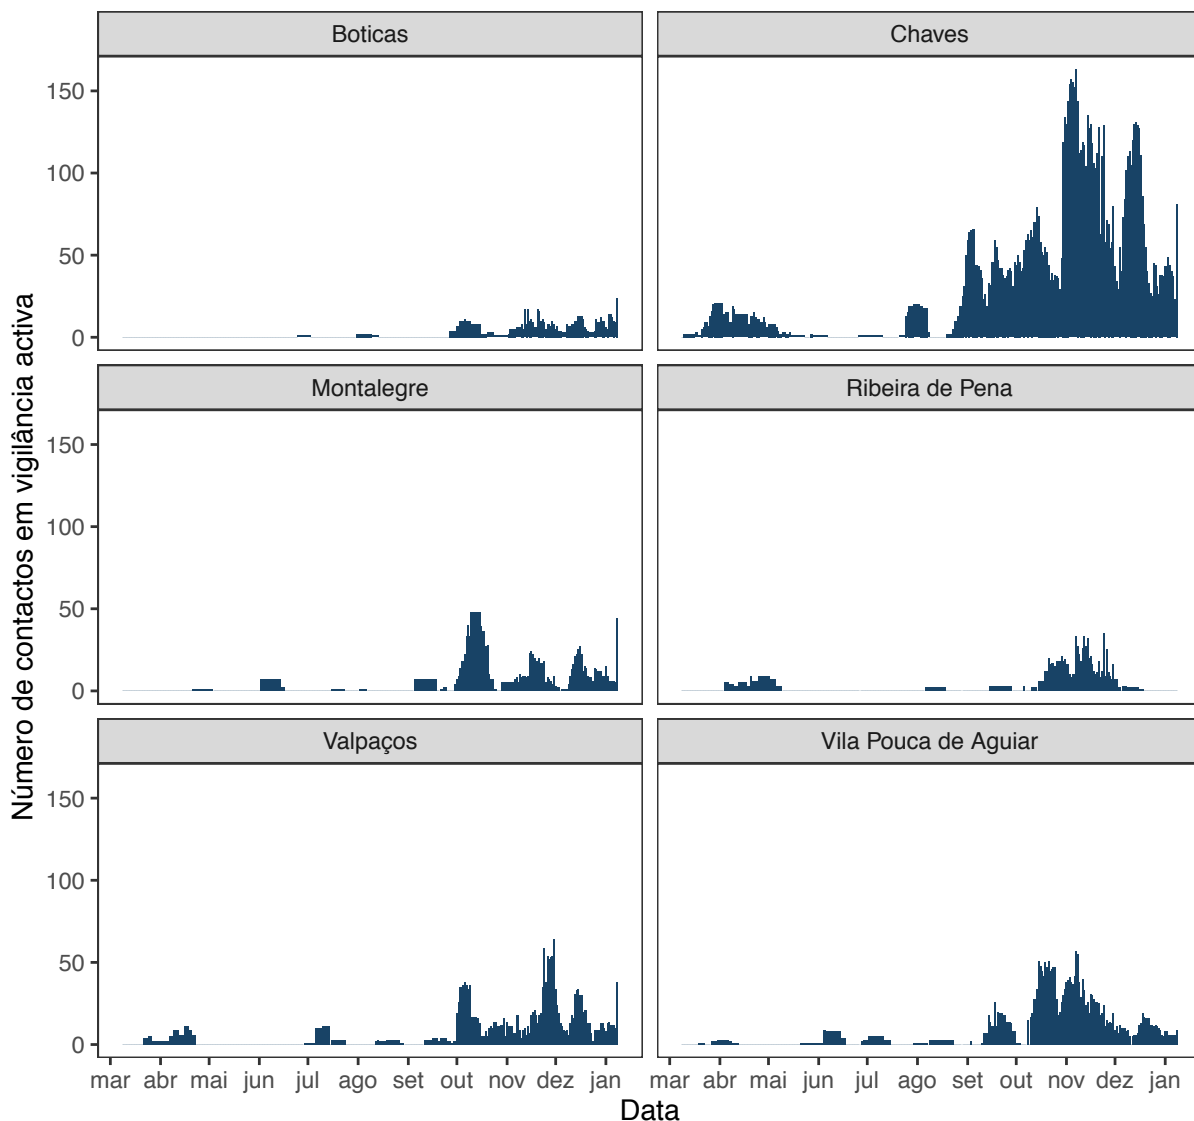 Boticas
Chaves
150
100
50
0
Montalegre
Ribeira de Pena
150
100
50
0
Valpaços
Vila Pouca de Aguiar
150
100
50
0
mar abr mai jun jul ago set out nov dez jan
mar abr mai jun jul ago set out nov dez jan
Data
Número de contactos em vigilância activa